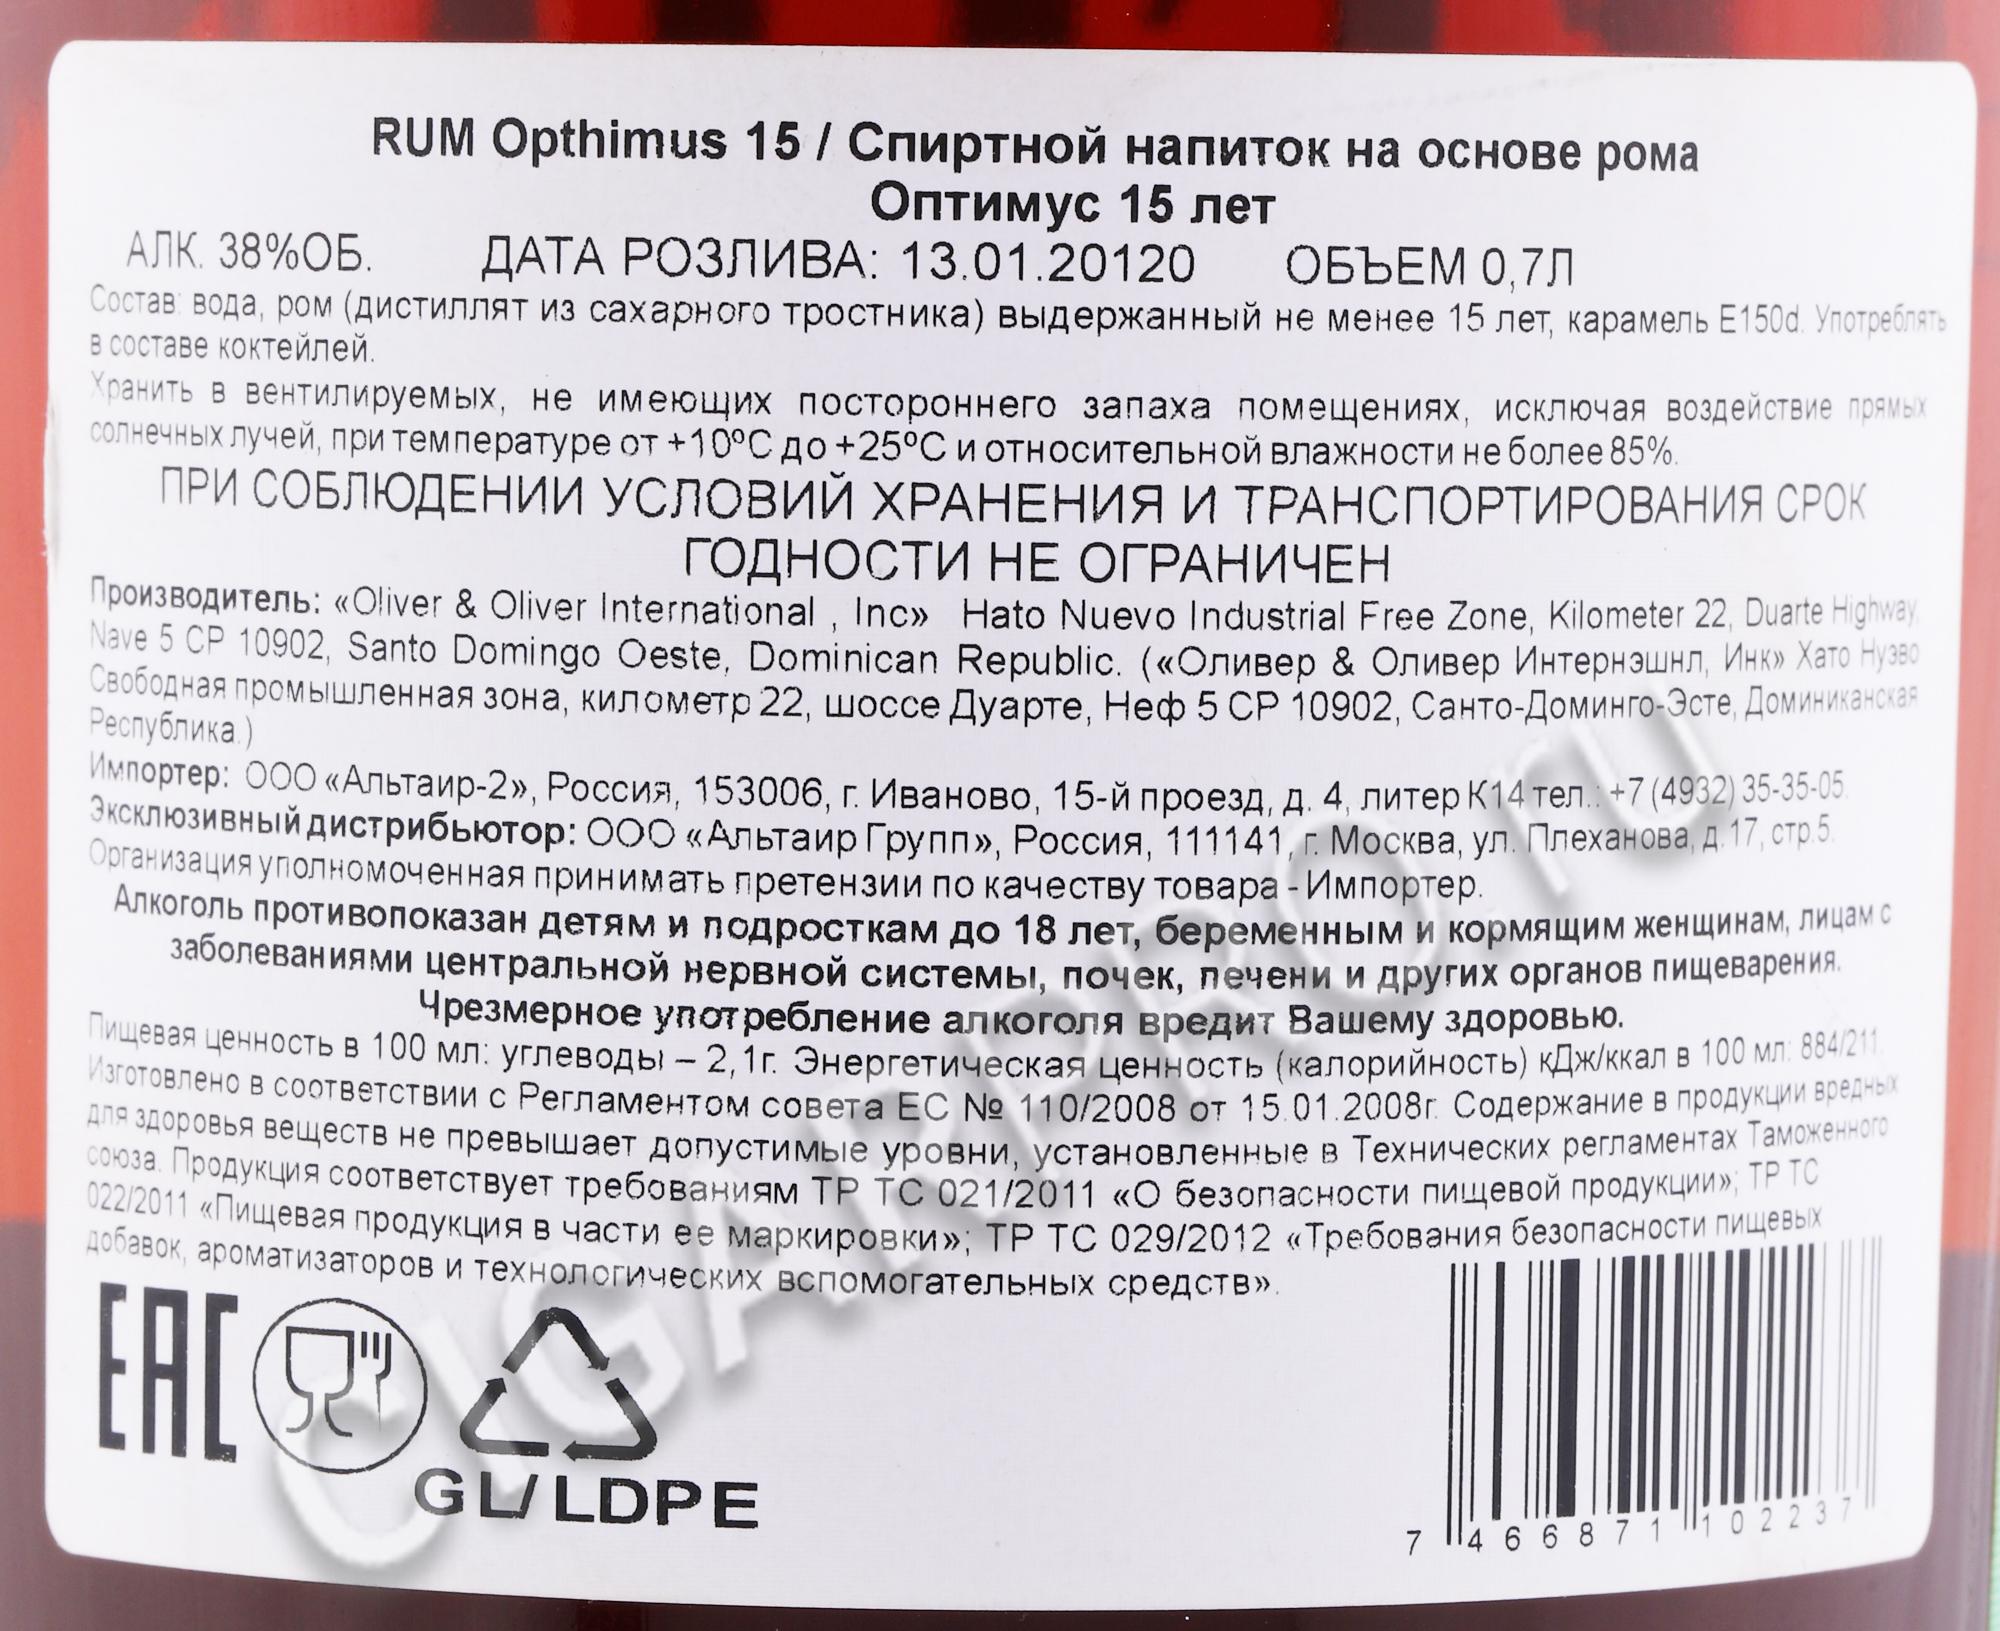 RUM Opthimus 15 / Спиртной напиток на основе рома
Оптимус 15 лет
АЛК. 38%ОБ. ДАТА РОЗЛИВА: 13.01.20120 ОБЪЕМ 0,7Л
Состав: вода, ром (дистиллят из сахарного тростника) выдержанный не менее 15 лет, карамель Е150d. Употреблять
в составе коктейлей.
Хранить в вентилируемых, не имеющих постороннего запаха помещениях, исключая воздействие прямых
солнечных лучей, при температуре от +10ºС до +25ºС и относительной влажности не более 85%.
ПРИ СОБЛЮДЕНИИ УСЛОВИЙ ХРАНЕНИЯ И ТРАНСПОРТИРОВАНИЯ СРОК
ГОДНОСТИ НЕ ОГРАНИЧЕН
Производитель: «Oliver & Oliver International , Inc» Hato Nuevo Industrial Free Zone, Kilometer 22, Duarte Highway,
Nave 5 CP 10902, Santo Domingo Oeste, Dominican Republic. («Оливер & Оливер Интернэшнл, Инк» Хато Нуэво
Свободная промышленная зона, километр 22, шоссе Дуарте, Неф 5 CP 10902, Санто-Доминго-Эсте, Доминиканская
Республика.)
Импортер: ООО «Альтаир-2», Россия, 153006, г. Иваново, 15-й проезд, д. 4, литер К14 тел.: +7 (4932) 35-35-05.
Эксклюзивный дистрибьютор: ООО «Альтаир Групп», Россия, 111141, г. Москва, ул. Плеханова, д.17, стр.5.
Организация уполномоченная принимать претензии по качеству товара - Импортер.
Алкоголь противопоказан детям и подросткам до 18 лет, беременным и кормящим женщинам, лицам с
заболеваниями центральной нервной системы, почек, печени и других органов пищеварения.
Чрезмерное употребление алкоголя вредит Вашему здоровью.
Пищевая ценность в 100 мл: углеводы – 2,1г. Энергетическая ценность (калорийность) кДж/ккал в 100 мл: 884/211.
Изготовлено в соответствии с Регламентом совета ЕС № 110/2008 от 15.01.2008г. Содержание в продукции вредных
для здоровья веществ не превышает допустимые уровни, установленные в Технических регламентах Таможенного
союза. Продукция соответствует требованиям ТР ТС 021/2011 «О безопасности пищевой продукции»; ТР ТС
022/2011 «Пищевая продукция в части ее маркировки»; ТР ТС 029/2012 «Требования безопасности пищевых
добавок, ароматизаторов и технологических вспомогательных средств».
EAC
GL/LDPE
7 466871 102237
CIGARPRO.ru